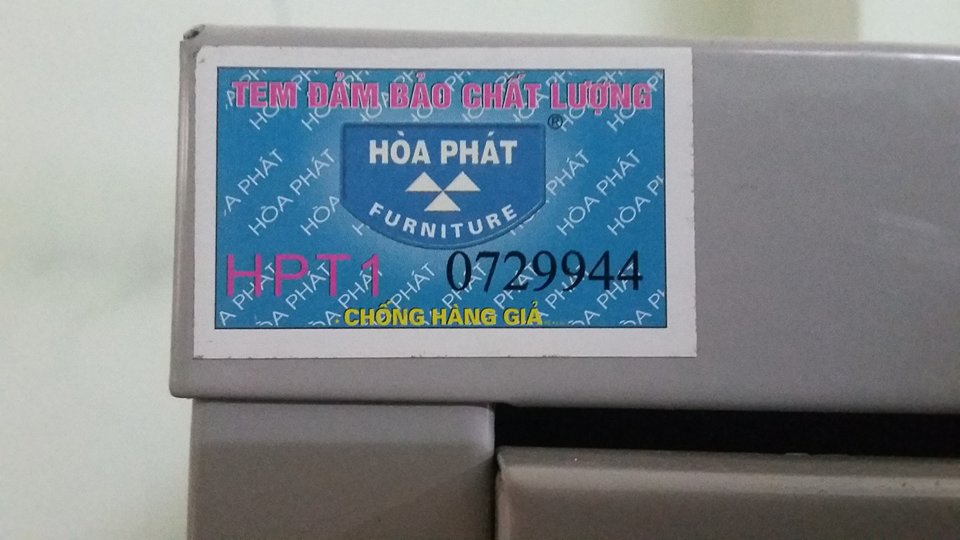 TEM ĐẢM BẢO CHẤT LƯỢNG
®
HÒA PHÁT
FURNITURE
HPT1 0729944
CHỐNG HÀNG GIẢ